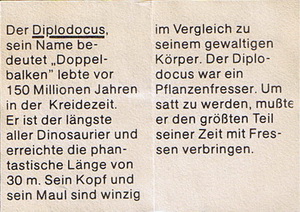 Der Diplodocus,
sein Name be-
deutet „Doppel-
balken" lebte vor
150 Millionen Jahren
in der Kreidezeit.
Er ist der längste
aller Dinosaurier und
erreichte die phan-
tastische Länge von
30 m. Sein Kopf und
sein Maul sind winzig
im Vergleich zu
seinem gewaltigen
Körper. Der Diplo-
docus war ein
Pflanzenfresser. Um
satt zu werden, mußte
er den größten Teil
seiner Zeit mit Fres-
sen verbringen.